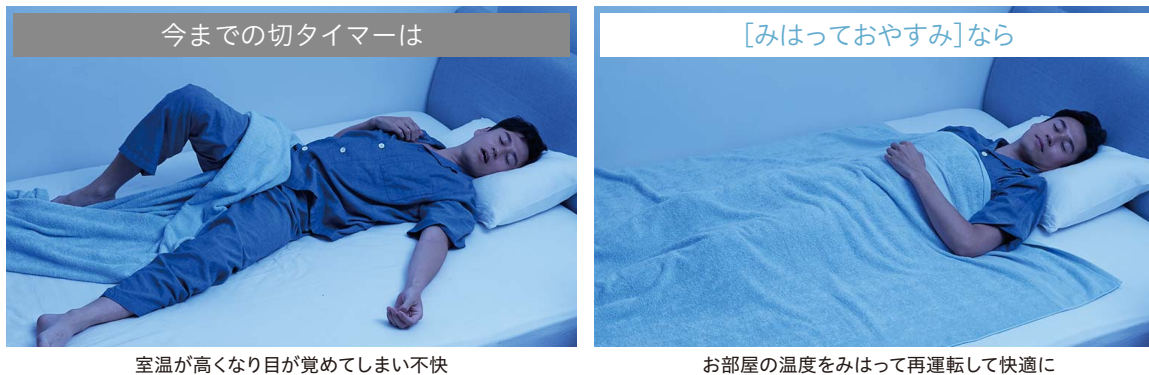 今までの切タイマーは
[みはっておやすみ]なら
室温が高くなり目が覚めてしまい不快
お部屋の温度をみはって再運転して快適に